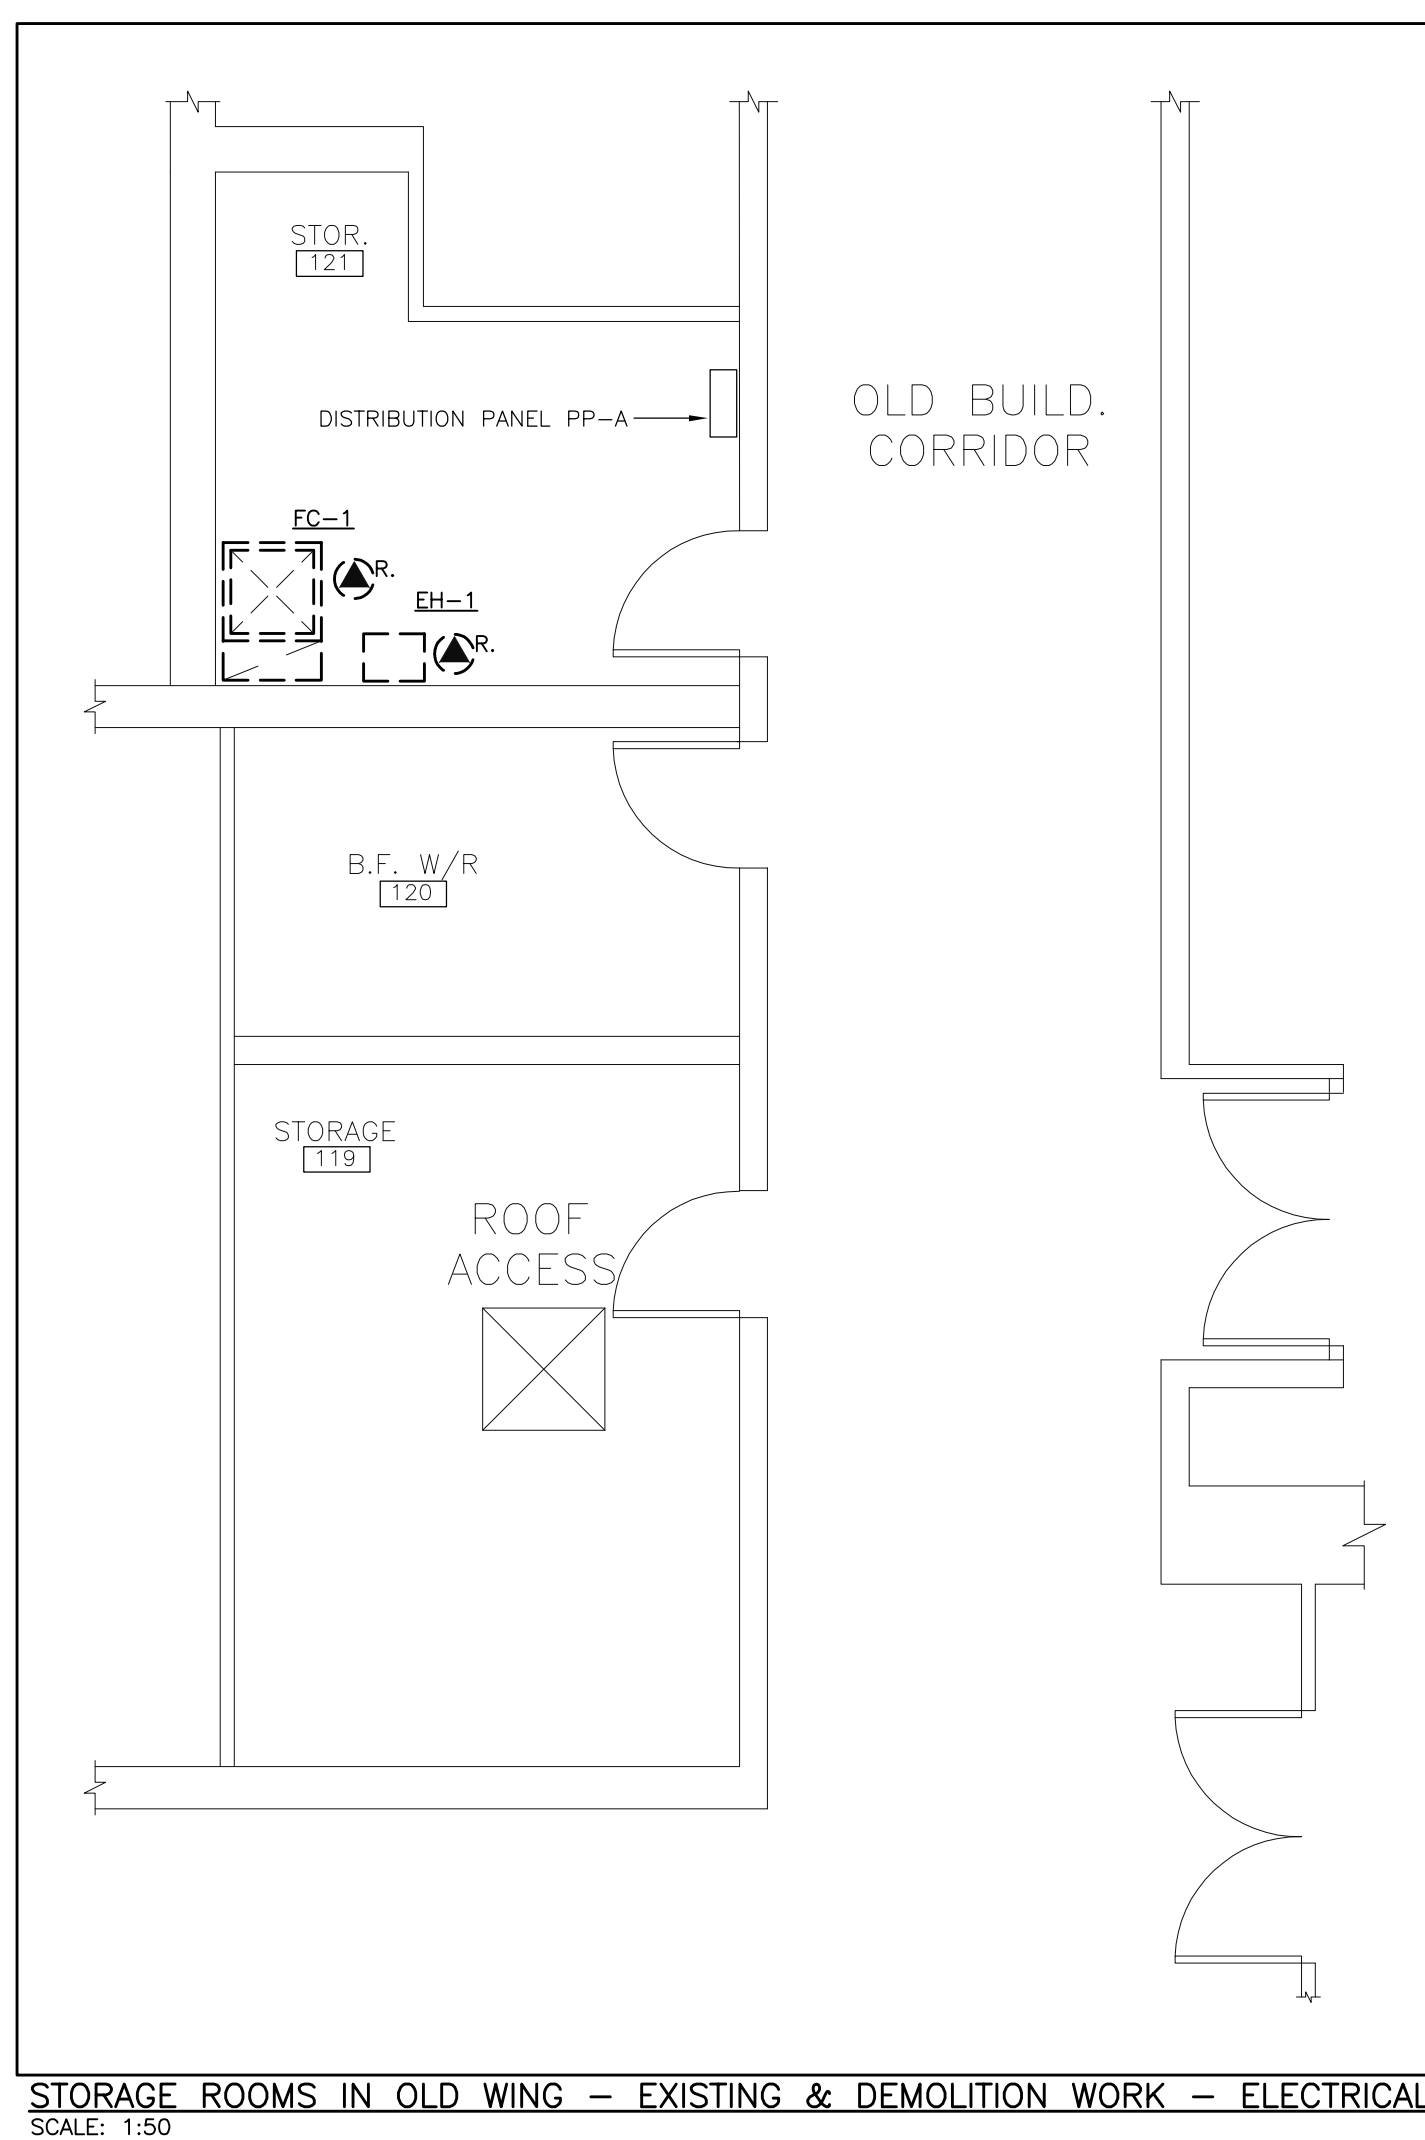 STOR.
121
OLD BUILD.
CORRIDOR
DISTRIBUTION PANEL PP-A
FC-1
R.
EH-1
R.
B.F. W/R
120
STORAGE
119
ROOF
ACCESS
STORAGE ROOMS IN OLD WING - EXISTING & DEMOLITION WORK - ELECTRICAL
SCALE: 1:50